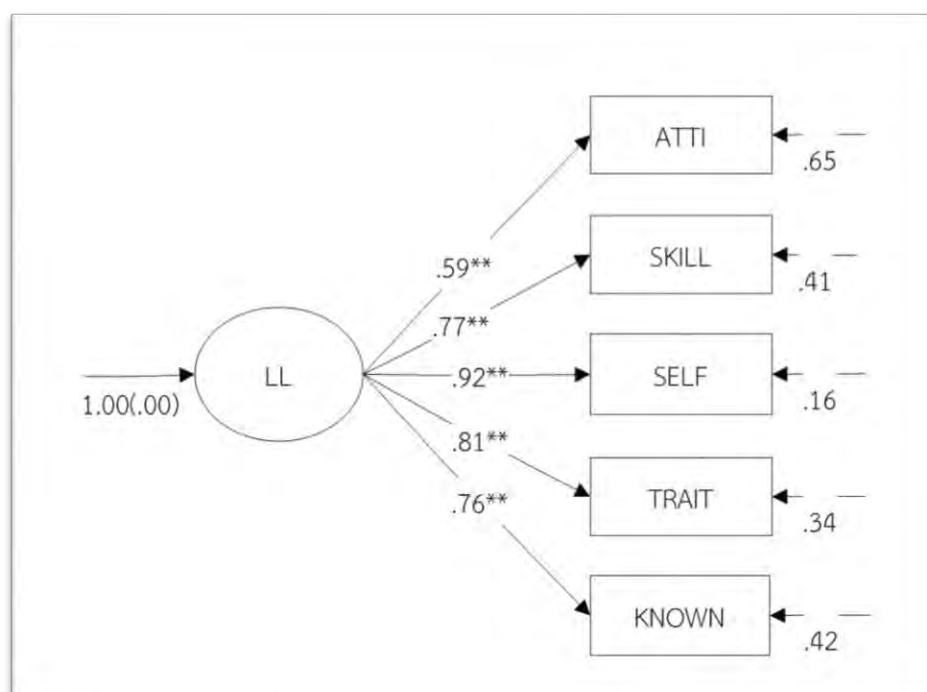 ATTI
.65
.59**
SKILL
.41
.77**
LL
1.00(.00)
.92**
SELF
.16
.81**
TRAIT
.34
.76**
KNOWN
.42